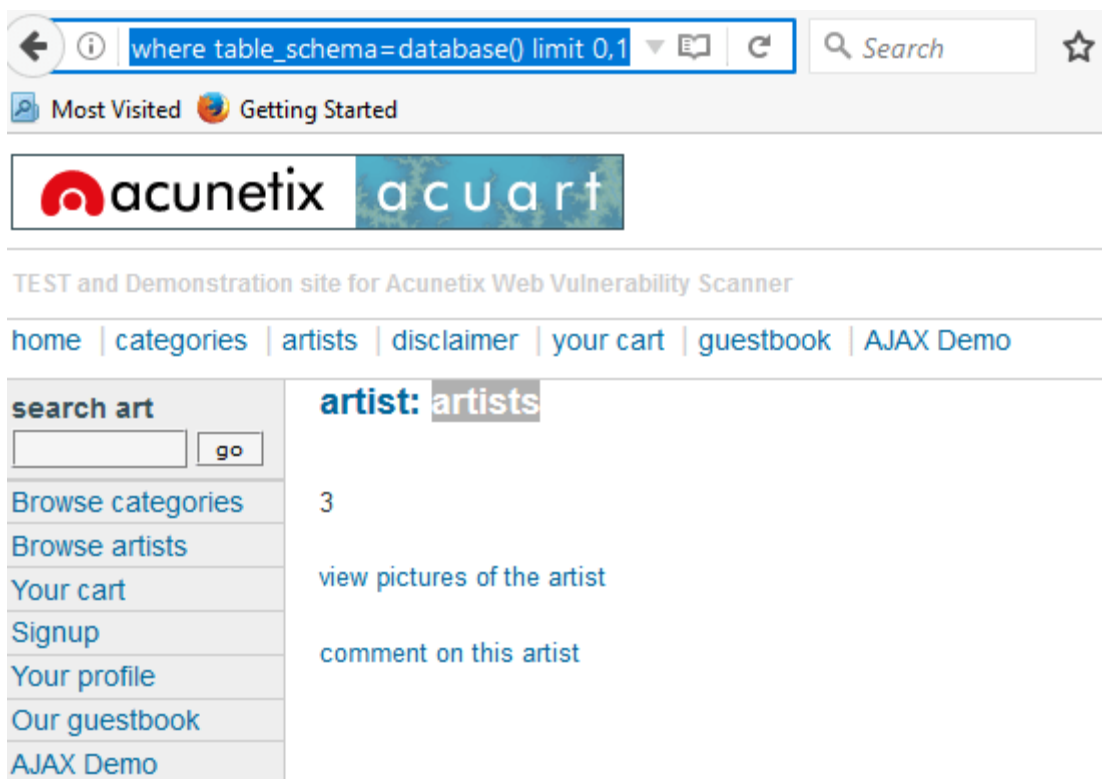 where table_schema=database() limit 0,1 Search
Most Visited Getting Started
acunetix acuart
TEST and Demonstration site for Acunetix Web Vulnerability Scanner
home | categories | artists | disclaimer | your cart | guestbook | AJAX Demo
search art
go
Browse categories
Browse artists
Your cart
Signup
Your profile
Our guestbook
AJAX Demo
artist: artists
3
view pictures of the artist
comment on this artist